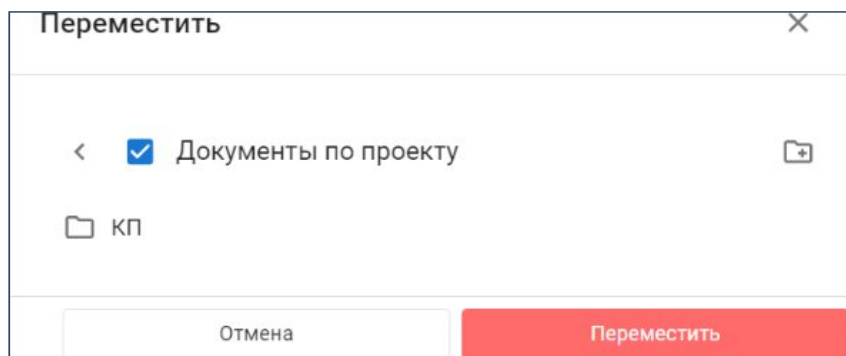 Переместить
Документы по проекту
КП
Отмена
Переместить